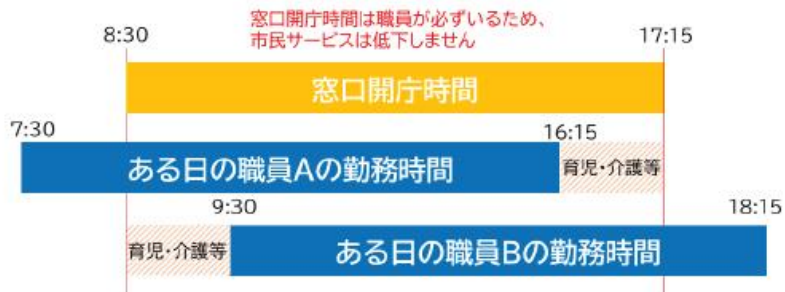 窓口開庁時間は職員が必ずいるため、
市民サービスは低下しません
8:30
17:15
窓口開庁時間
7:30
16:15
ある日の職員Aの勤務時間
育児・介護等
9:30
18:15
育児・介護等
ある日の職員Bの勤務時間